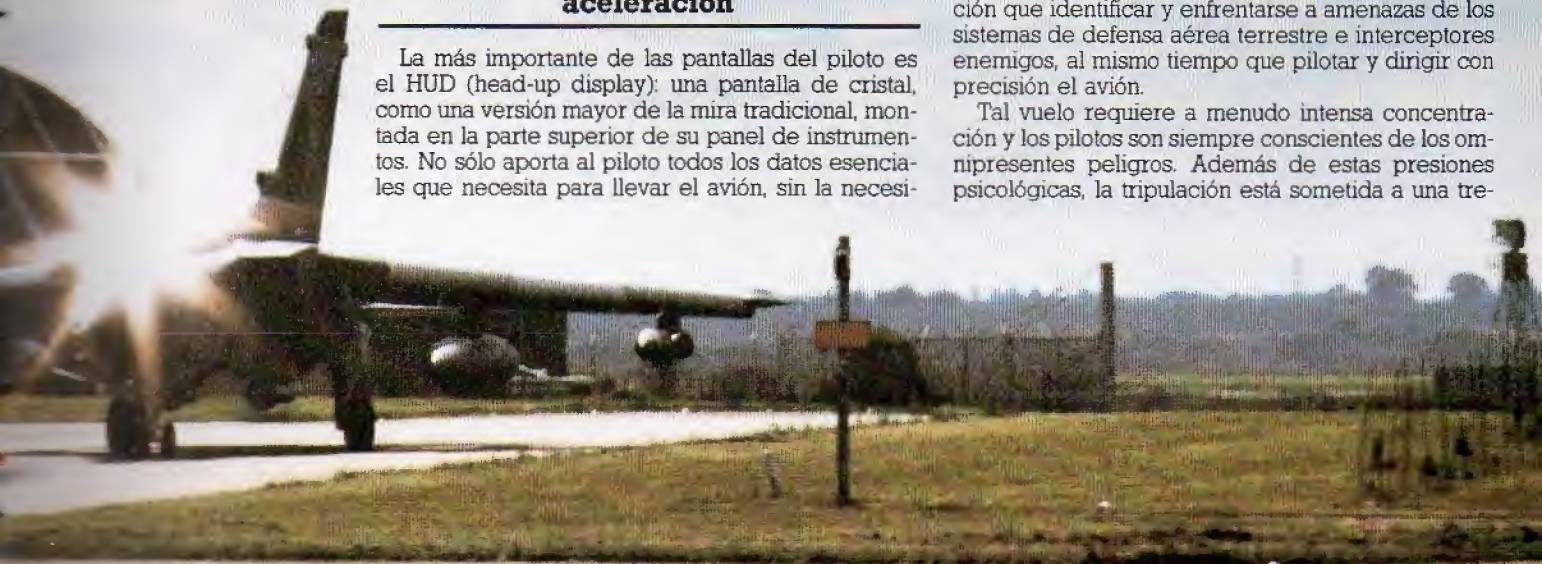 aceleración
La más importante de las pantallas del piloto es
el HUD (head-up display): una pantalla de cristal,
como una versión mayor de la mira tradicional, mon-
tada en la parte superior de su panel de instrumen-
tos. No sólo aporta al piloto todos los datos esencia-
les que necesita para llevar el avión, sin la necesi-
ción que identificar y enfrentarse a amenazas de los
sistemas de defensa aérea terrestre e interceptores
enemigos, al mismo tiempo que pilotar y dirigir con
precisión el avión.
Tal vuelo requiere a menudo intensa concentra-
ción y los pilotos son siempre conscientes de los om-
nipresentes peligros. Además de estas presiones
psicológicas, la tripulación está sometida a una tre-